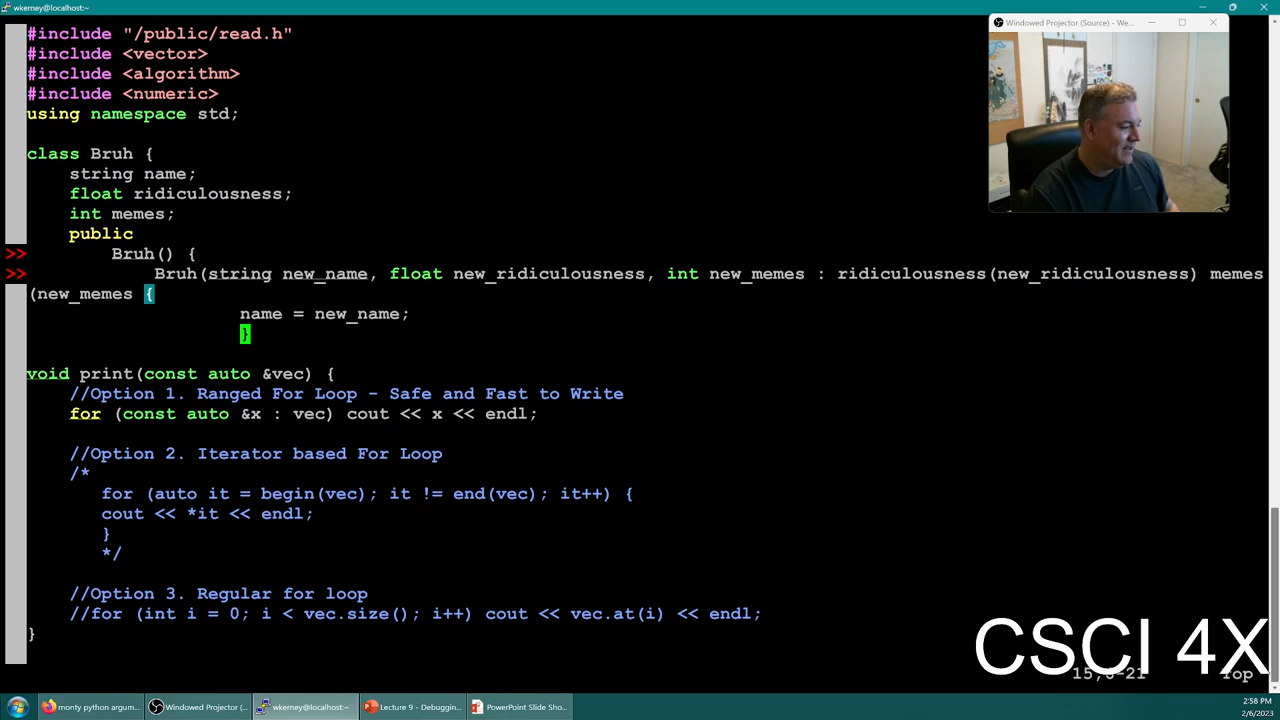 wkerney@localhost:~
#include "/public/read.h"
#include <vector>
#include <algorithm>
#include <numeric>
using namespace std;
class Bruh {
string name;
float ridiculousness;
int memes;
public
>> Bruh() {
>> Bruh(string new_name, float new_ridiculousness, int new_memes : ridiculousness(new_ridiculousness) memes
(new_memes {
name = new_name;
}
void print(const auto &vec) {
//Option 1. Ranged For Loop - Safe and Fast to Write
for (const auto &x : vec) cout << x << endl;
//Option 2. Iterator based For Loop
/*
for (auto it = begin(vec); it != end(vec); it++) {
cout << *it << endl;
}
*/
//Option 3. Regular for loop
//for (int i = 0; i < vec.size(); i++) cout << vec.at(i) << endl;
}
Windowed Projector (Source) - We...
CSCI 4X
Top
monty python argum...
Windowed Projector (...
wkerney@localhost:~
Lecture 9 - Debuggin...
PowerPoint Slide Sho...
2:58 PM
2/6/2023